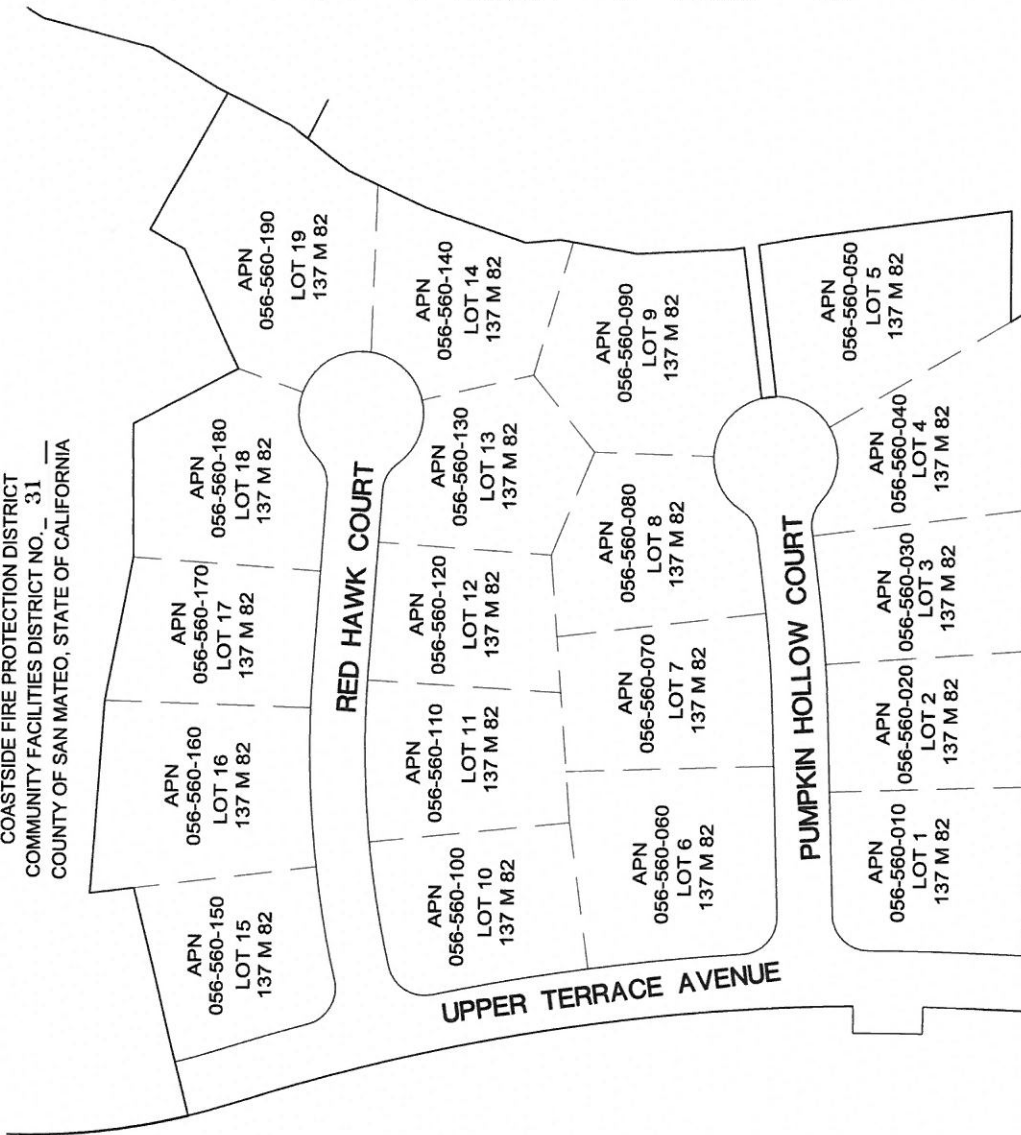 COASTSIDE FIRE PROTECTION DISTRICT
COMMUNITY FACILITIES DISTRICT NO._ 31 __
COUNTY OF SAN MATEO, STATE OF CALIFORNIA
APN
056-560-150
LOT 15
137 M 82
APN
056-560-160
LOT 16
137 M 82
APN
056-560-170
LOT 17
137 M 82
APN
056-560-180
LOT 18
137 M 82
APN
056-560-190
LOT 19
137 M 82
RED HAWK COURT
APN
056-560-100
LOT 10
137 M 82
APN
056-560-110
LOT 11
137 M 82
APN
056-560-120
LOT 12
137 M 82
APN
056-560-130
LOT 13
137 M 82
APN
056-560-140
LOT 14
137 M 82
APN
056-560-060
LOT 6
137 M 82
APN
056-560-070
LOT 7
137 M 82
APN
056-560-080
LOT 8
137 M 82
APN
056-560-090
LOT 9
137 M 82
UPPER TERRACE AVENUE
PUMPKIN HOLLOW COURT
APN
056-560-010
LOT 1
137 M 82
APN
056-560-020
LOT 2
137 M 82
APN
056-560-030
LOT 3
137 M 82
APN
056-560-040
LOT 4
137 M 82
APN
056-560-050
LOT 5
137 M 82